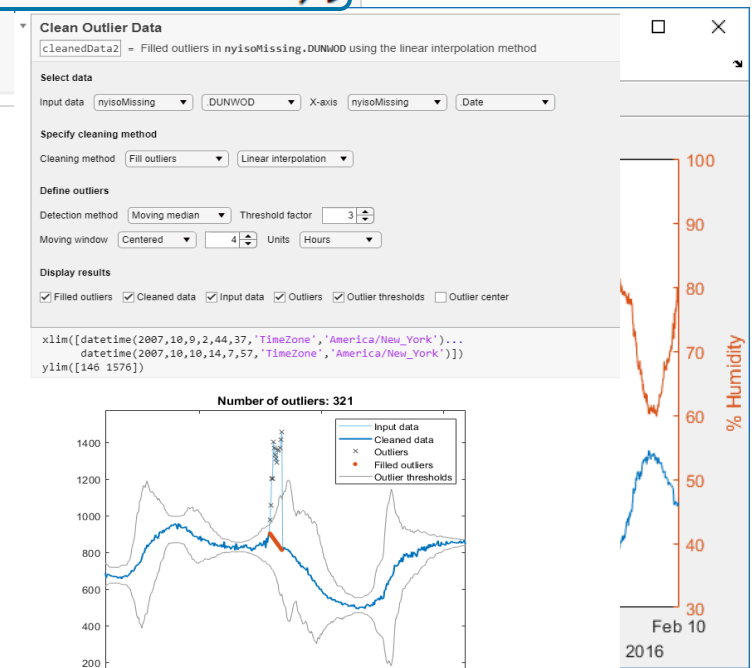 Clean Outlier Data
cleanedData2 = Filled outliers in nyisoMissing.DUNWOD using the linear interpolation method
Select data
Input data nyisoMissing .DUNWOD X-axis nyisoMissing .Date
Specify cleaning method
Cleaning method Fill outliers Linear interpolation
Define outliers
Detection method Moving median Threshold factor 3
Moving window Centered 4 Units Hours
Display results
Filled outliers Cleaned data Input data Outliers Outlier thresholds Outlier center
xlim([datetime(2007,10,9,2,44,37,'TimeZone','America/New_York')...
datetime(2007,10,10,14,7,57,'TimeZone','America/New_York')])
ylim([146 1576])
Number of outliers: 321
1400
1200
1000
800
600
400
200
Input data
Cleaned data
Outliers
Filled outliers
Outlier thresholds
100
90
80
70
60
50
40
30
% Humidity
Feb 10
2016